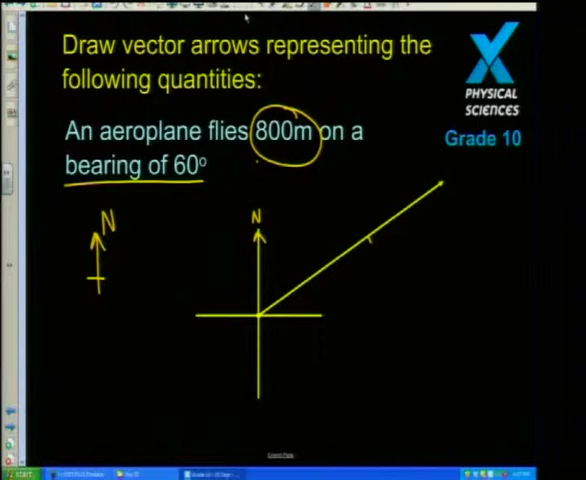 Draw vector arrows representing the
following quantities:
X
PHYSICAL
SCIENCES
Grade 10
An aeroplane flies 800m on a
bearing of 60°
N
N
start